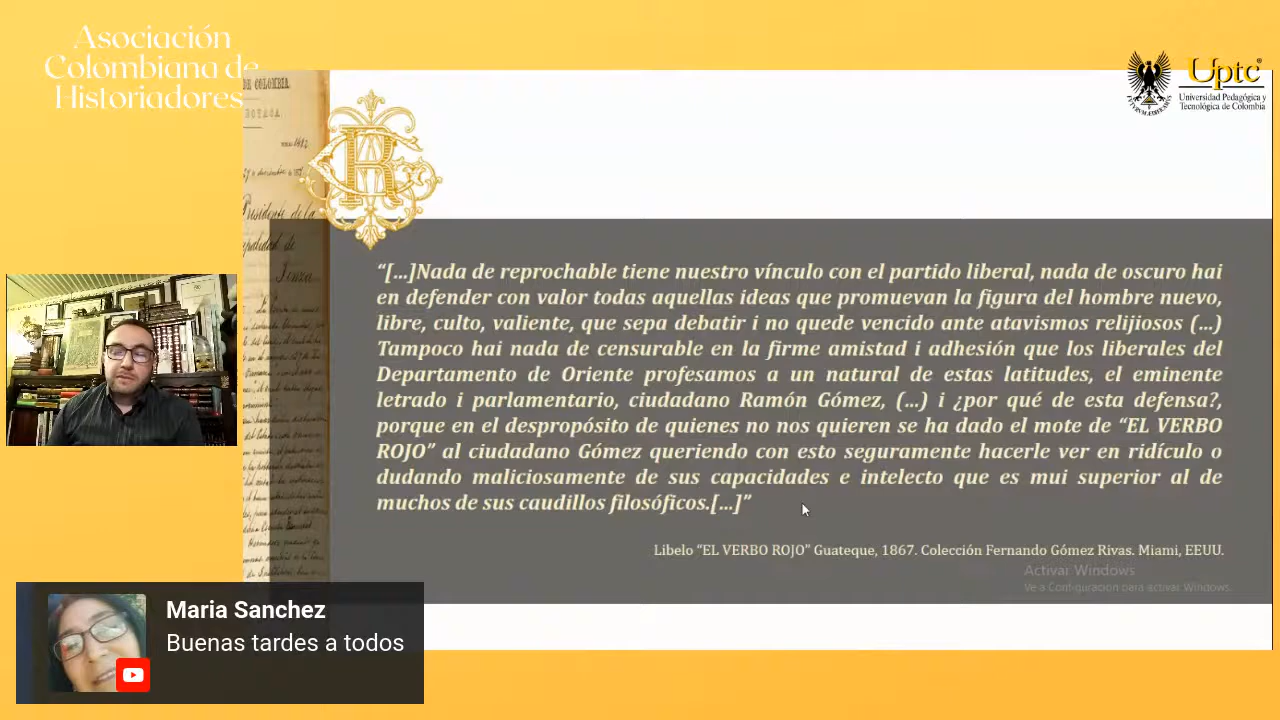 Asociación
Colombiana de
Historiadores
Uptc®
Universidad Pedagógica y
Tecnológica de Colombia
DE COLOMBIA
Presidente de la
Tenza
“[…]Nada de reprochable tiene nuestro vínculo con el partido liberal, nada de oscuro hai
en defender con valor todas aquellas ideas que promuevan la figura del hombre nuevo,
libre, culto, valiente, que sepa debatir i no quede vencido ante atavismos relijiosos (…)
Tampoco hai nada de censurable en la firme amistad i adhesión que los liberales del
Departamento de Oriente profesamos a un natural de estas latitudes, el eminente
letrado i parlamentario, ciudadano Ramón Gómez, (…) i ¿por qué de esta defensa?,
porque en el despropósito de quienes no nos quieren se ha dado el mote de “EL VERBO
ROJO” al ciudadano Gómez queriendo con esto seguramente hacerle ver en ridículo o
dudando maliciosamente de sus capacidades e intelecto que es mui superior al de
muchos de sus caudillos filosóficos.[…]”
Libelo “EL VERBO ROJO” Guateque, 1867. Colección Fernando Gómez Rivas. Miami, EEUU.
Activar Windows
Ve a Configuración para activar Windows.
Maria Sanchez
Buenas tardes a todos